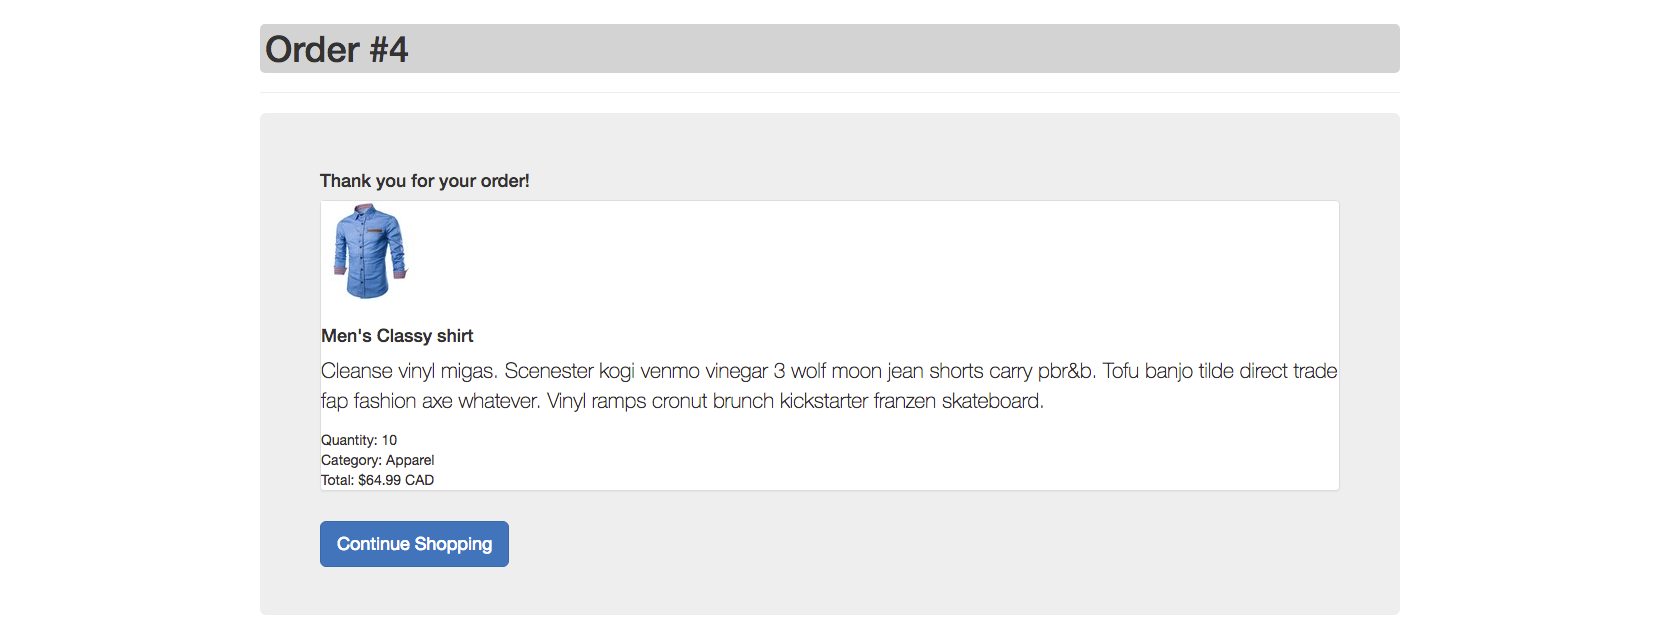 Order #4
Thank you for your order!
Men's Classy shirt
Cleanse vinyl migas. Scenester kogi venmo vinegar 3 wolf moon jean shorts carry pbr&b. Tofu banjo tilde direct trade
fap fashion axe whatever. Vinyl ramps cronut brunch kickstarter franzen skateboard.
Quantity: 10
Category: Apparel
Total: $64.99 CAD
Continue Shopping